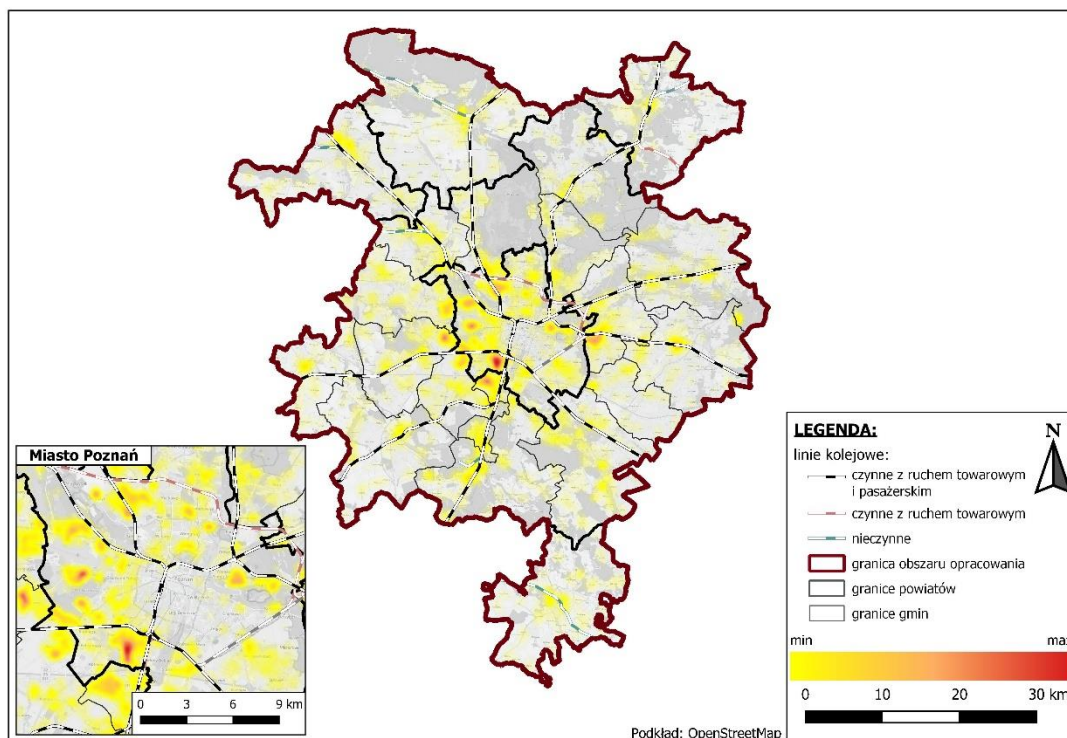 Miasto Poznań
0 3 6 9 km
LEGENDA:
N
linie kolejowe:
czynne z ruchem towarowym
i pasażerskim
czynne z ruchem towarowym
nieczynne
granica obszaru opracowania
granice powiatów
granice gmin
min max
0 10 20 30 km
Podkład: OpenStreetMap